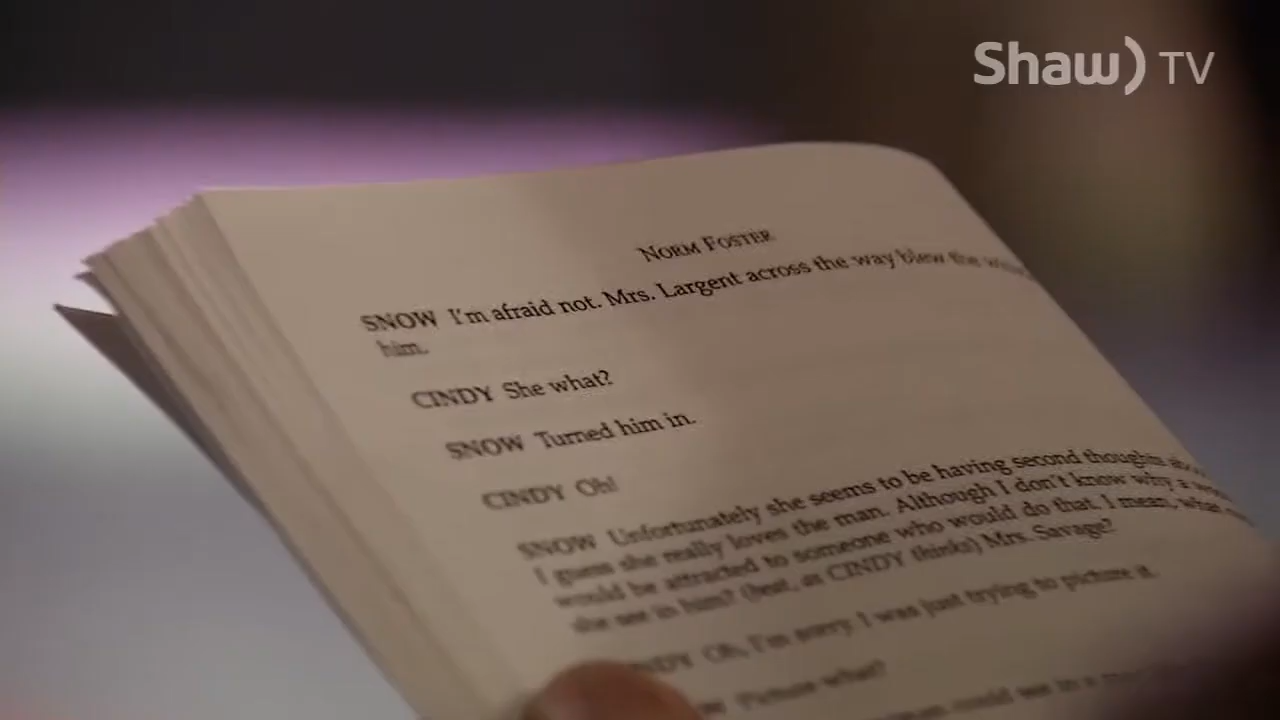 Shaw) TV
NORM FOSTER
SNOW I'm afraid not. Mrs. Largent across the way blew the
him.
CINDY She what?
SNOW Turned him in.
CINDY Oh!
SNOW Unfortunately she seems to be having second thoughts
I guess she really loves the man. Although I don't know why a
would be attracted to someone who would do that. I mean, what
she see in him? (beat, as CINDY thinks) Mrs. Savage?
Oh, I'm sorry. I was just trying to picture it.
Picture what?
could see in a